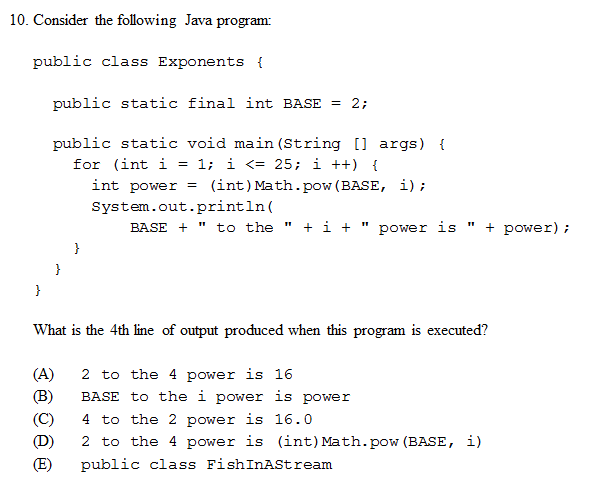 10. Consider the following Java program:
public class Exponents {
public static final int BASE = 2;
public static void main(String [] args) {
for (int i = 1; i <= 25; i ++) {
int power = (int)Math.pow(BASE, i);
System.out.println(
BASE + " to the " + i + " power is " + power);
}
}
}
What is the 4th line of output produced when this program is executed?
(A) 2 to the 4 power is 16
(B) BASE to the i power is power
(C) 4 to the 2 power is 16.0
(D) 2 to the 4 power is (int)Math.pow(BASE, i)
(E) public class FishInAStream